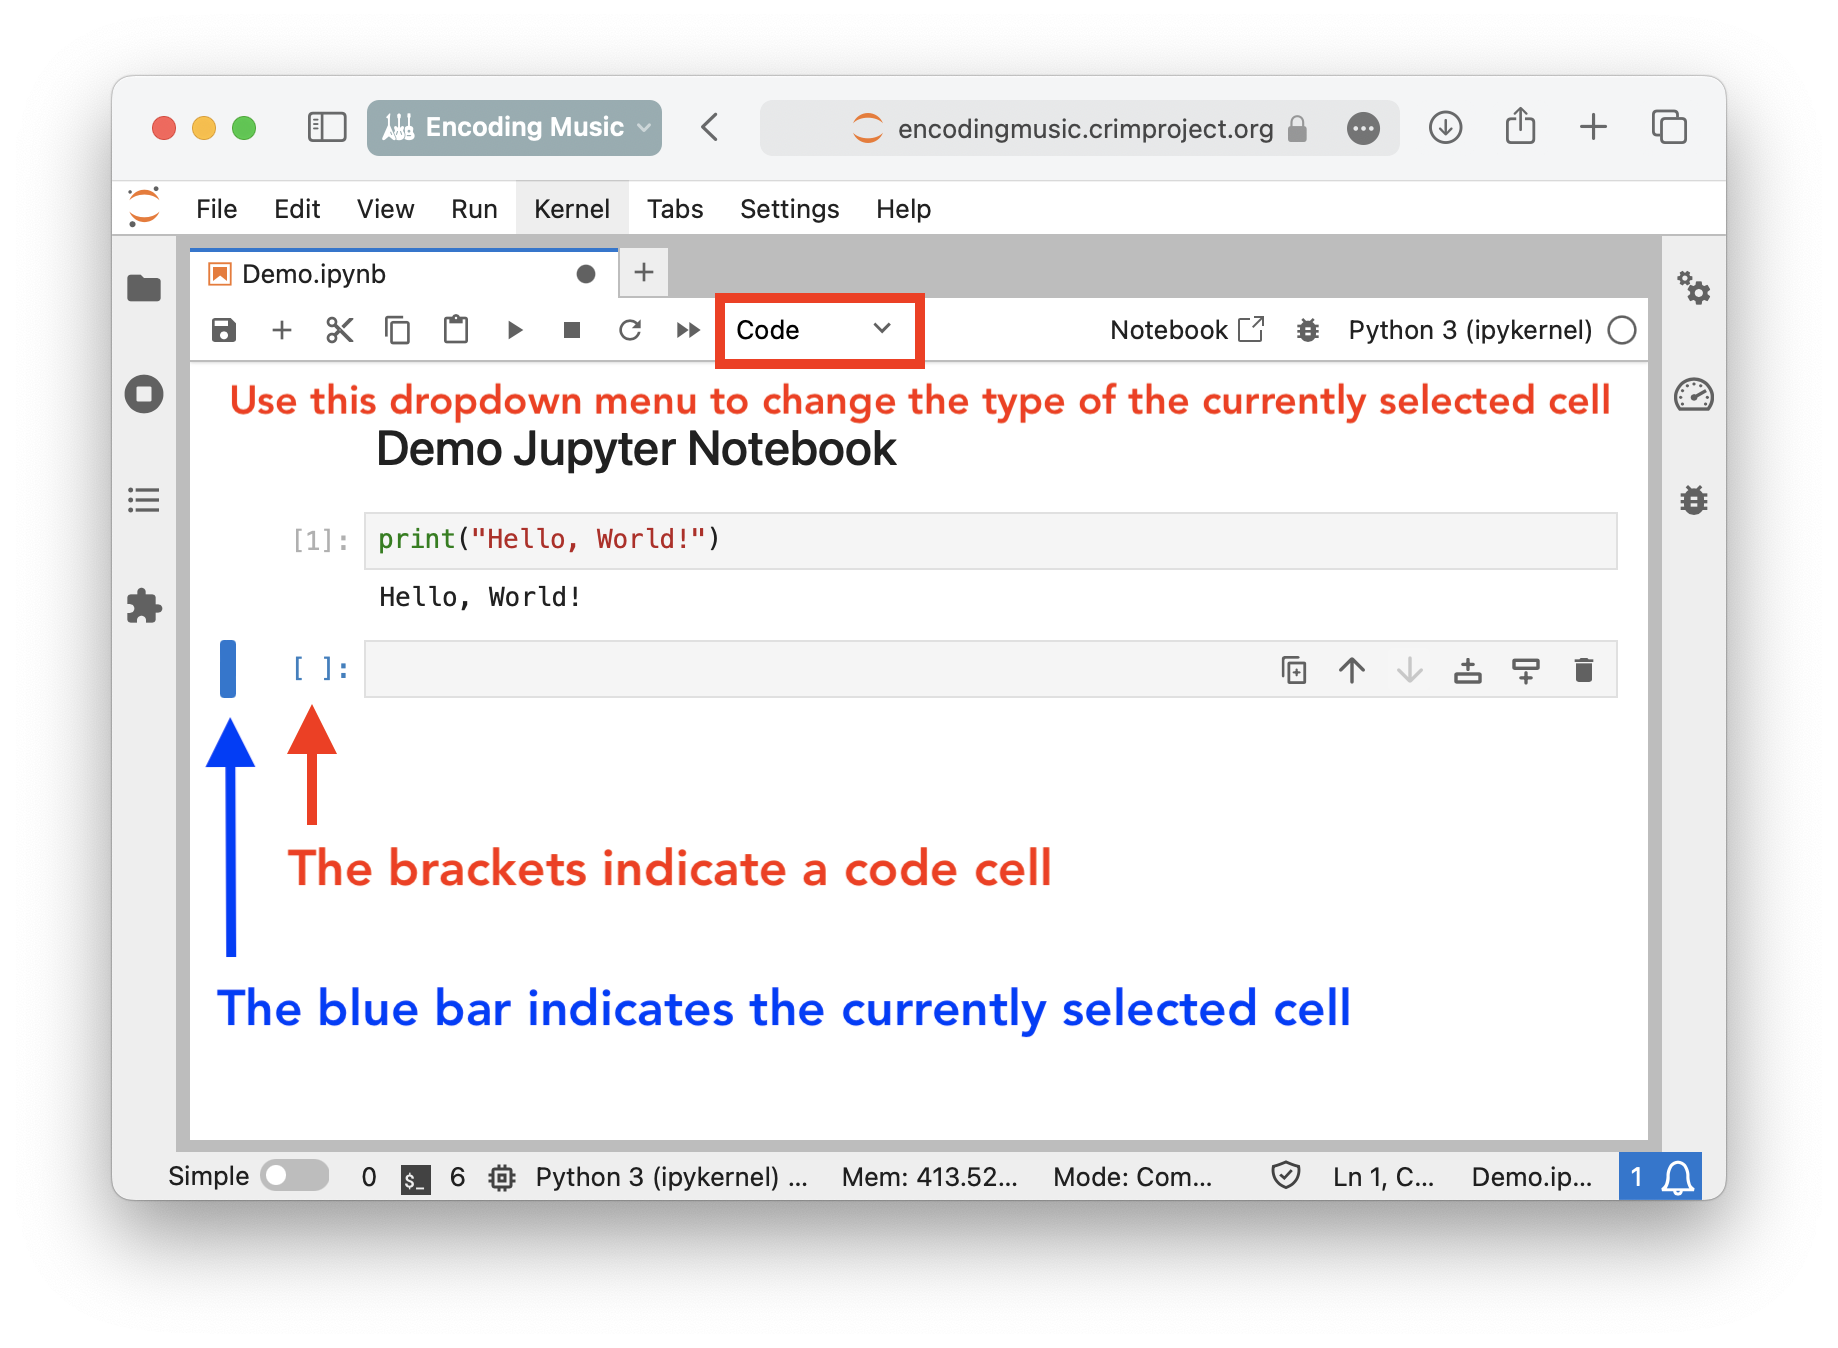 Encoding Music
encodingmusic.crimproject.org
File Edit View Run Kernel Tabs Settings Help
Demo.ipynb
Code
Notebook
Python 3 (ipykernel)
Use this dropdown menu to change the type of the currently selected cell
Demo Jupyter Notebook
[1]: print("Hello, World!")
Hello, World!
[ ]:
The brackets indicate a code cell
The blue bar indicates the currently selected cell
Simple 0 $_ 6 Python 3 (ipykernel) ... Mem: 413.52... Mode: Com... Ln 1, C... Demo.ip... 1